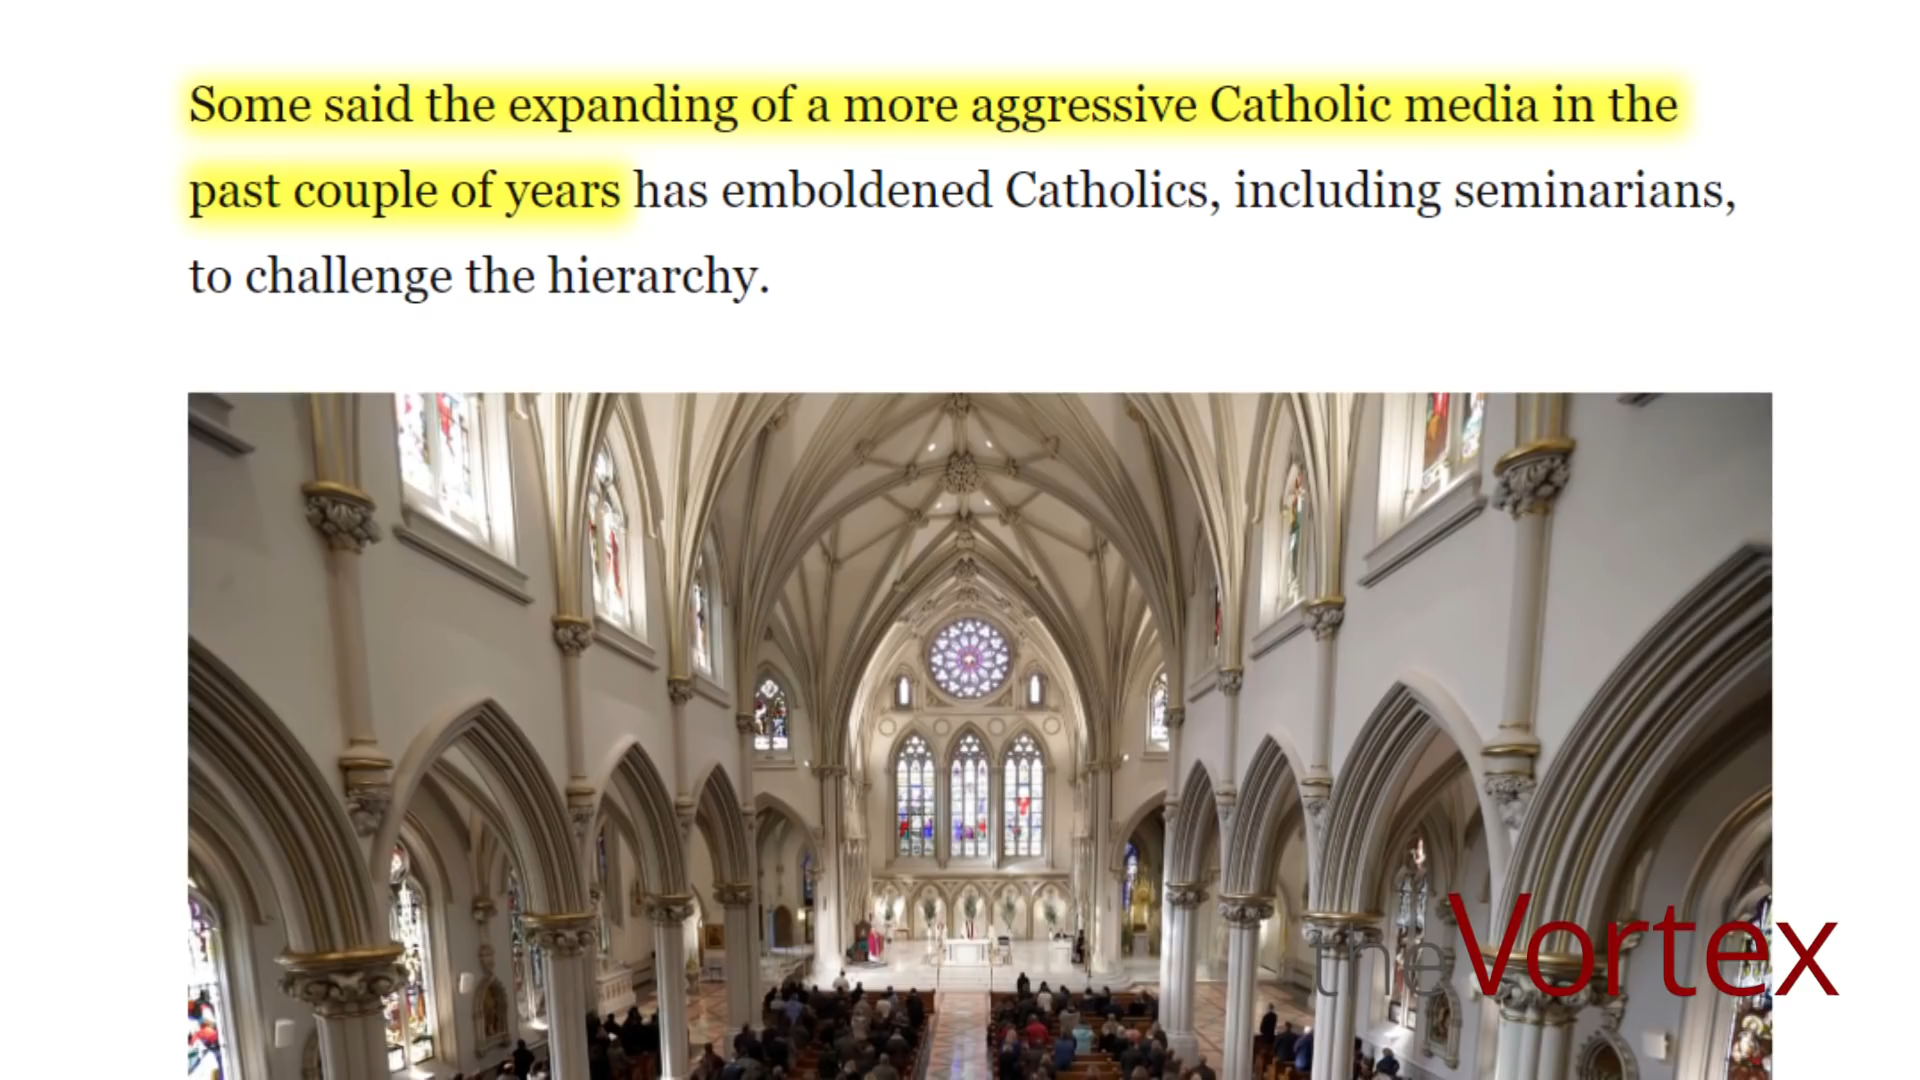 Some said the expanding of a more aggressive Catholic media in the
past couple of years has emboldened Catholics, including seminarians,
to challenge the hierarchy.
the Vortex